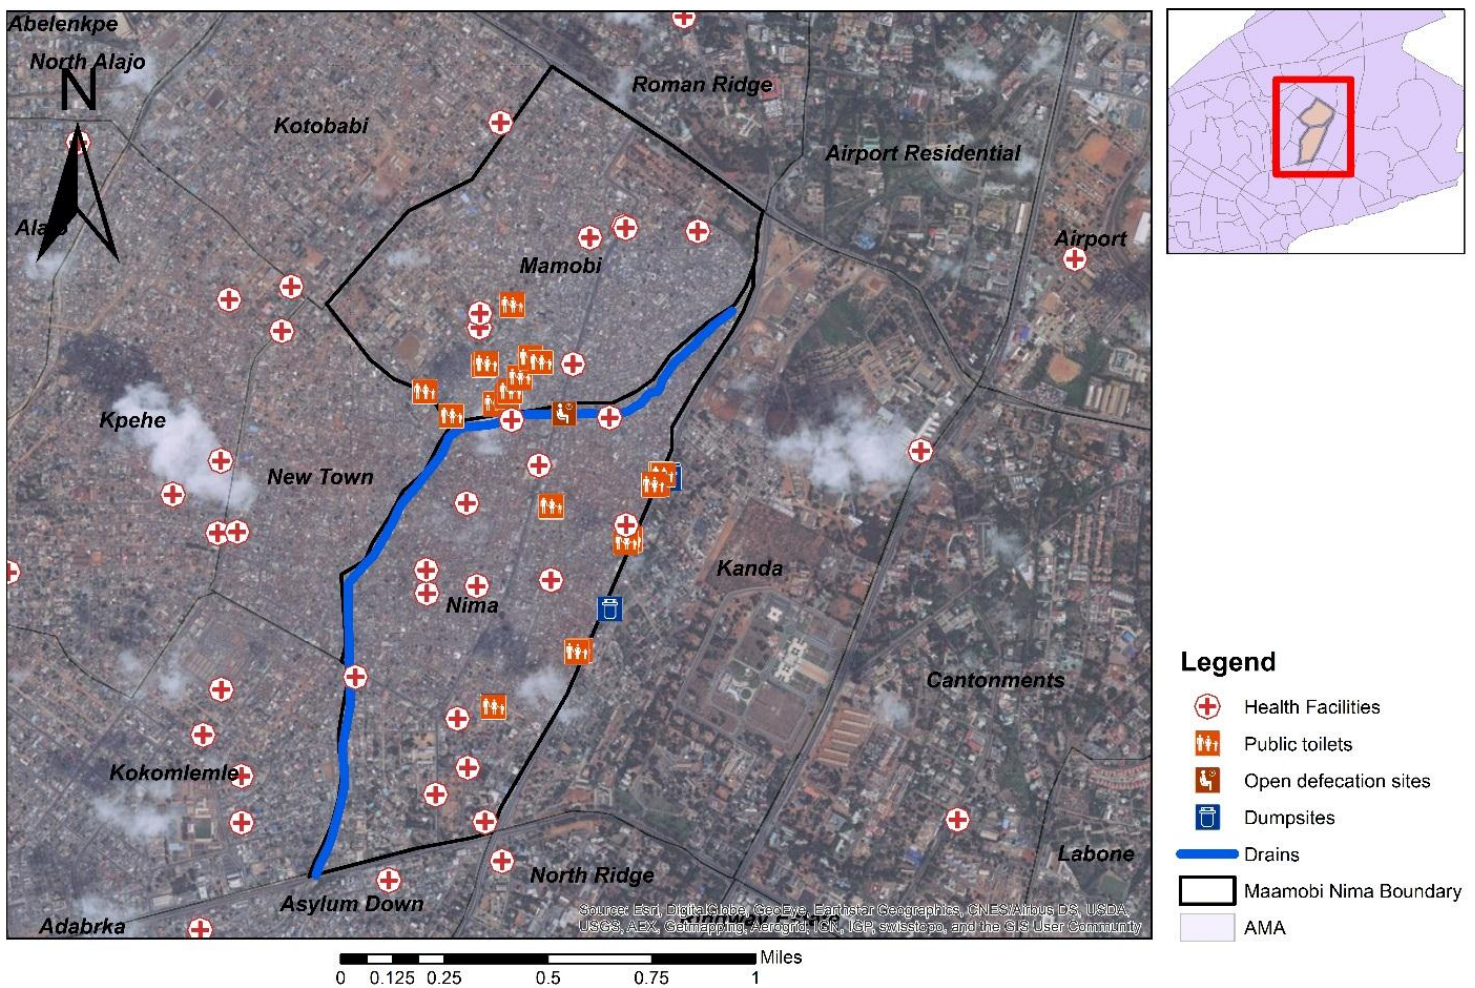 Abelenkpe
North Alajo
N
Kotobabi
Roman Ridge
Airport Residential
Airport
Mamobi
Kpehe
New Town
Kanda
Nima
Cantonments
Kokomlemle
Labone
North Ridge
Asylum Down
Adabrka
Source: Esri, DigitalGlobe, GeoEye, Earthstar Geographics, CNES/Airbus DS, USDA,
USGS, AEX, Getmapping, Aerogrid, IGN, IGP, swisstopo, and the GIS User Community
0 0.125 0.25 0.5 0.75 1
Miles
Legend
Health Facilities
Public toilets
Open defecation sites
Dumpsites
Drains
Maamobi Nima Boundary
AMA